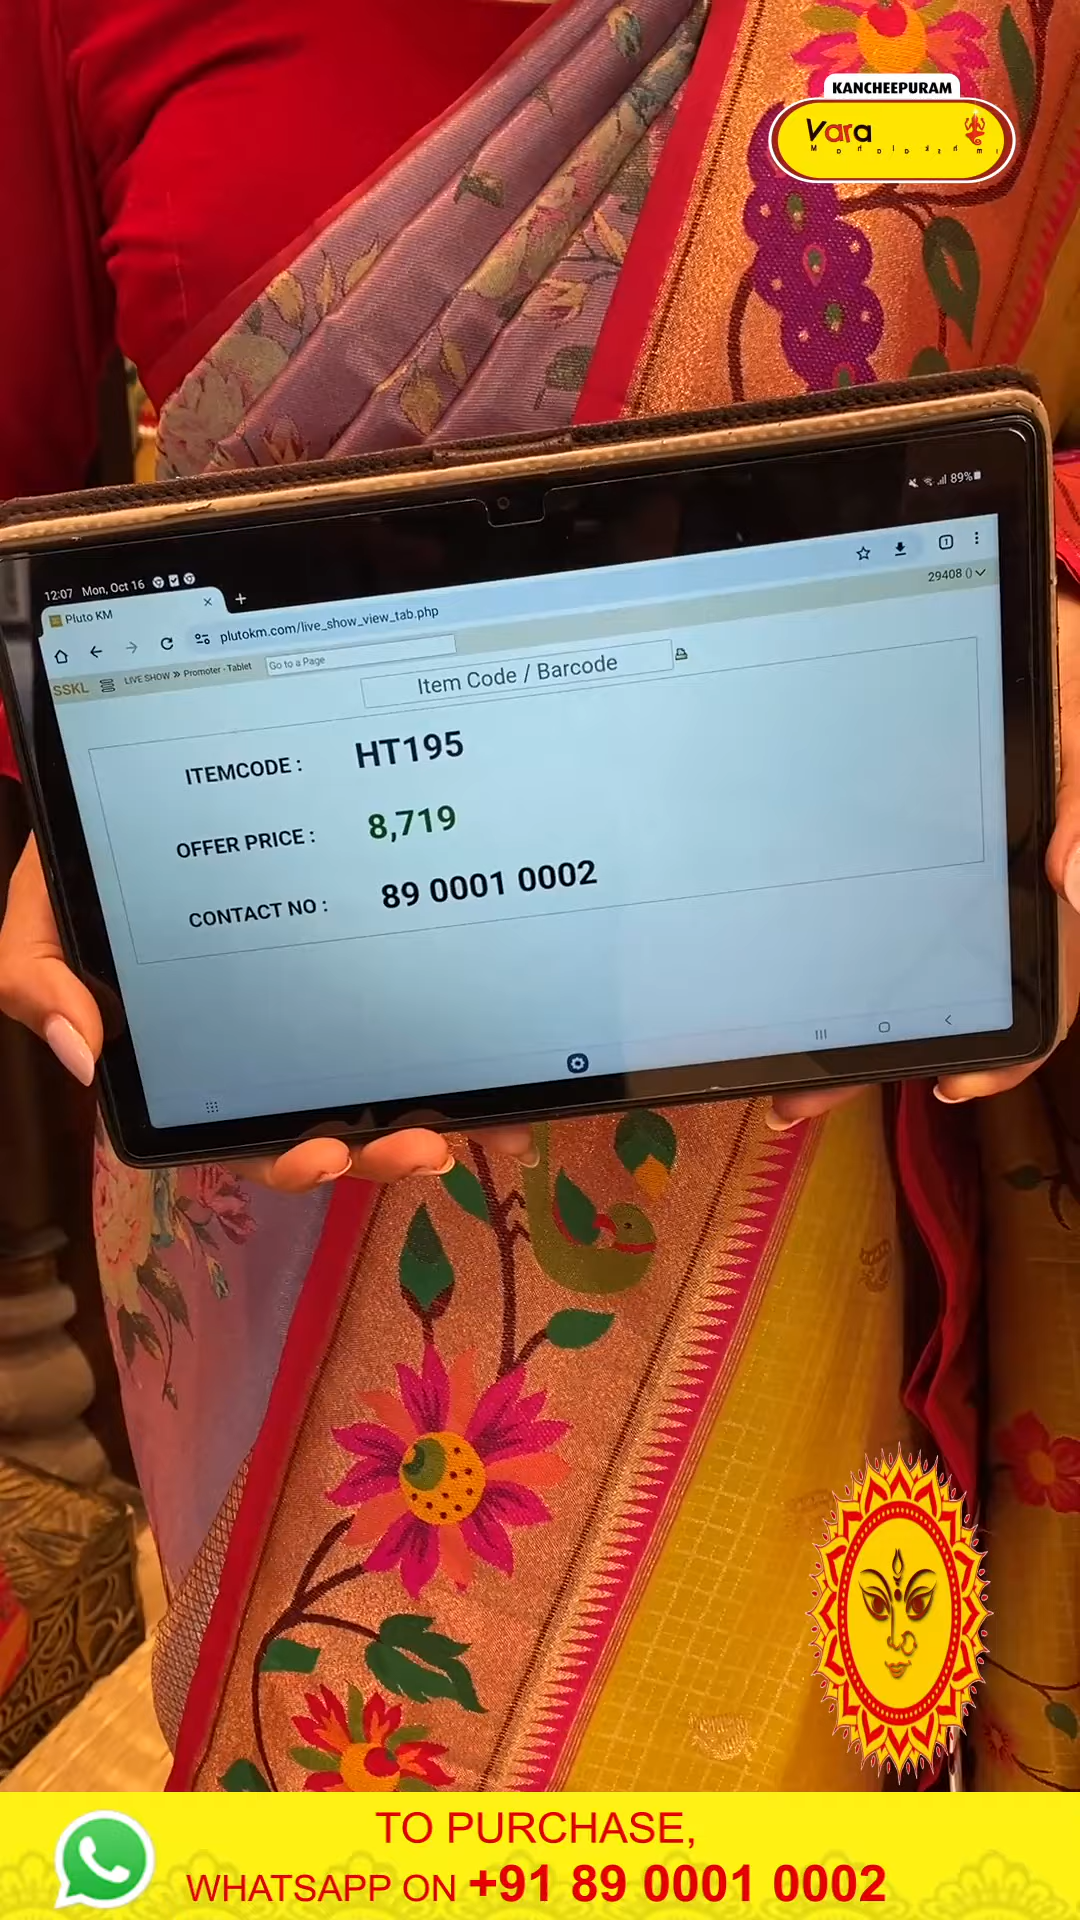 KANCHEEPURAM
Vara
12:07 Mon, Oct 16
89%
Pluto KM
plutokm.com/live_show_view_tab.php
29408 ()
SSKL
LIVE SHOW » Promoter - Tablet
Go to a Page
Item Code / Barcode
ITEMCODE : HT195
OFFER PRICE : 8,719
CONTACT NO : 89 0001 0002
TO PURCHASE,
WHATSAPP ON +91 89 0001 0002